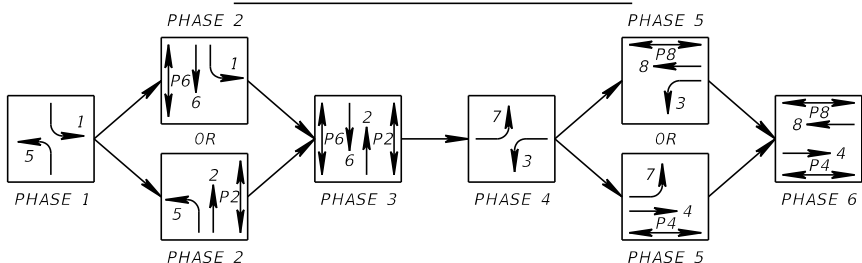 PHASE 2
P6
6
1
OR
5
2
P2
PHASE 2
1
5
PHASE 1
P6
6
2
P2
PHASE 3
7
3
PHASE 4
PHASE 5
P8
8
3
OR
7
4
P4
PHASE 5
P8
8
4
P4
PHASE 6